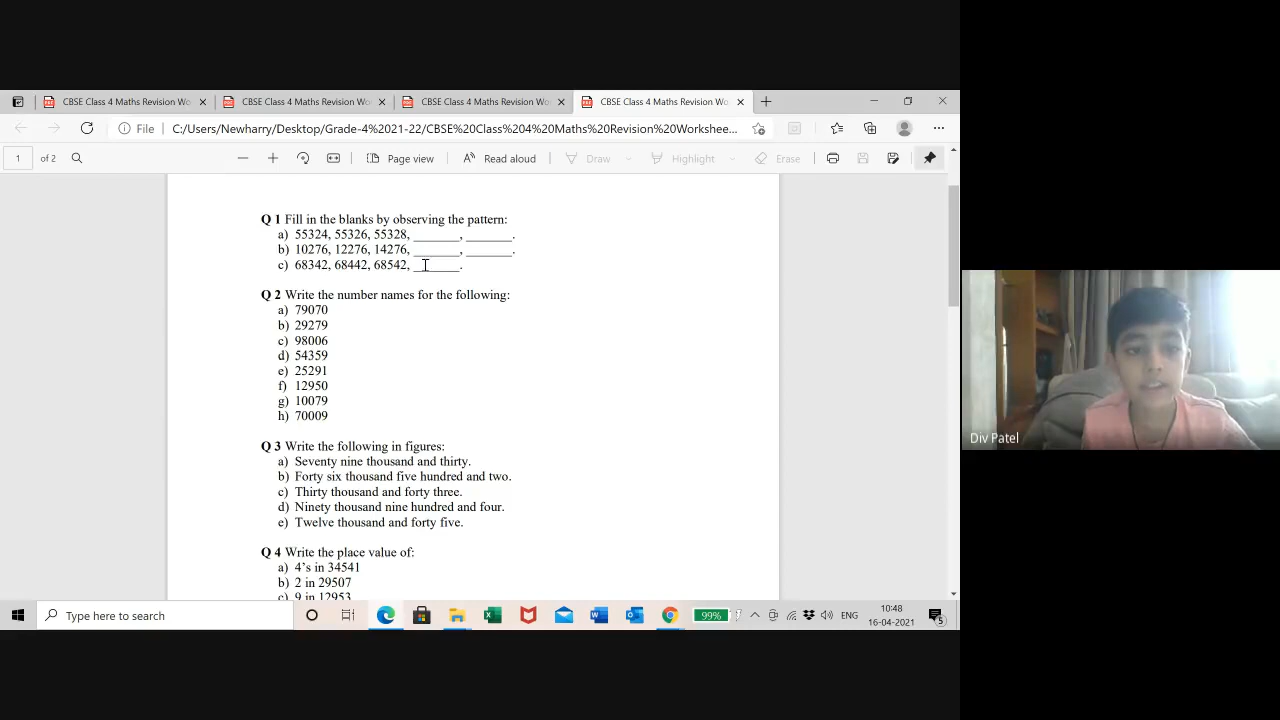 CBSE Class 4 Maths Revision Wo
CBSE Class 4 Maths Revision Wo
CBSE Class 4 Maths Revision Wo
CBSE Class 4 Maths Revision Wo
File C:/Users/Newharry/Desktop/Grade-4%2021-22/CBSE%20Class%204%20Maths%20Revision%20Workshee...
1 of 2 Page view Read aloud Draw Highlight Erase
Q 1 Fill in the blanks by observing the pattern:
a) 55324, 55326, 55328, _______, _______.
b) 10276, 12276, 14276, _______, _______.
c) 68342, 68442, 68542, _______.
Q 2 Write the number names for the following:
a) 79070
b) 29279
c) 98006
d) 54359
e) 25291
f) 12950
g) 10079
h) 70009
Q 3 Write the following in figures:
a) Seventy nine thousand and thirty.
b) Forty six thousand five hundred and two.
c) Thirty thousand and forty three.
d) Ninety thousand nine hundred and four.
e) Twelve thousand and forty five.
Q 4 Write the place value of:
a) 4's in 34541
b) 2 in 29507
c) 9 in 12953
Div Patel
Type here to search
99%
ENG
10:48
16-04-2021
5